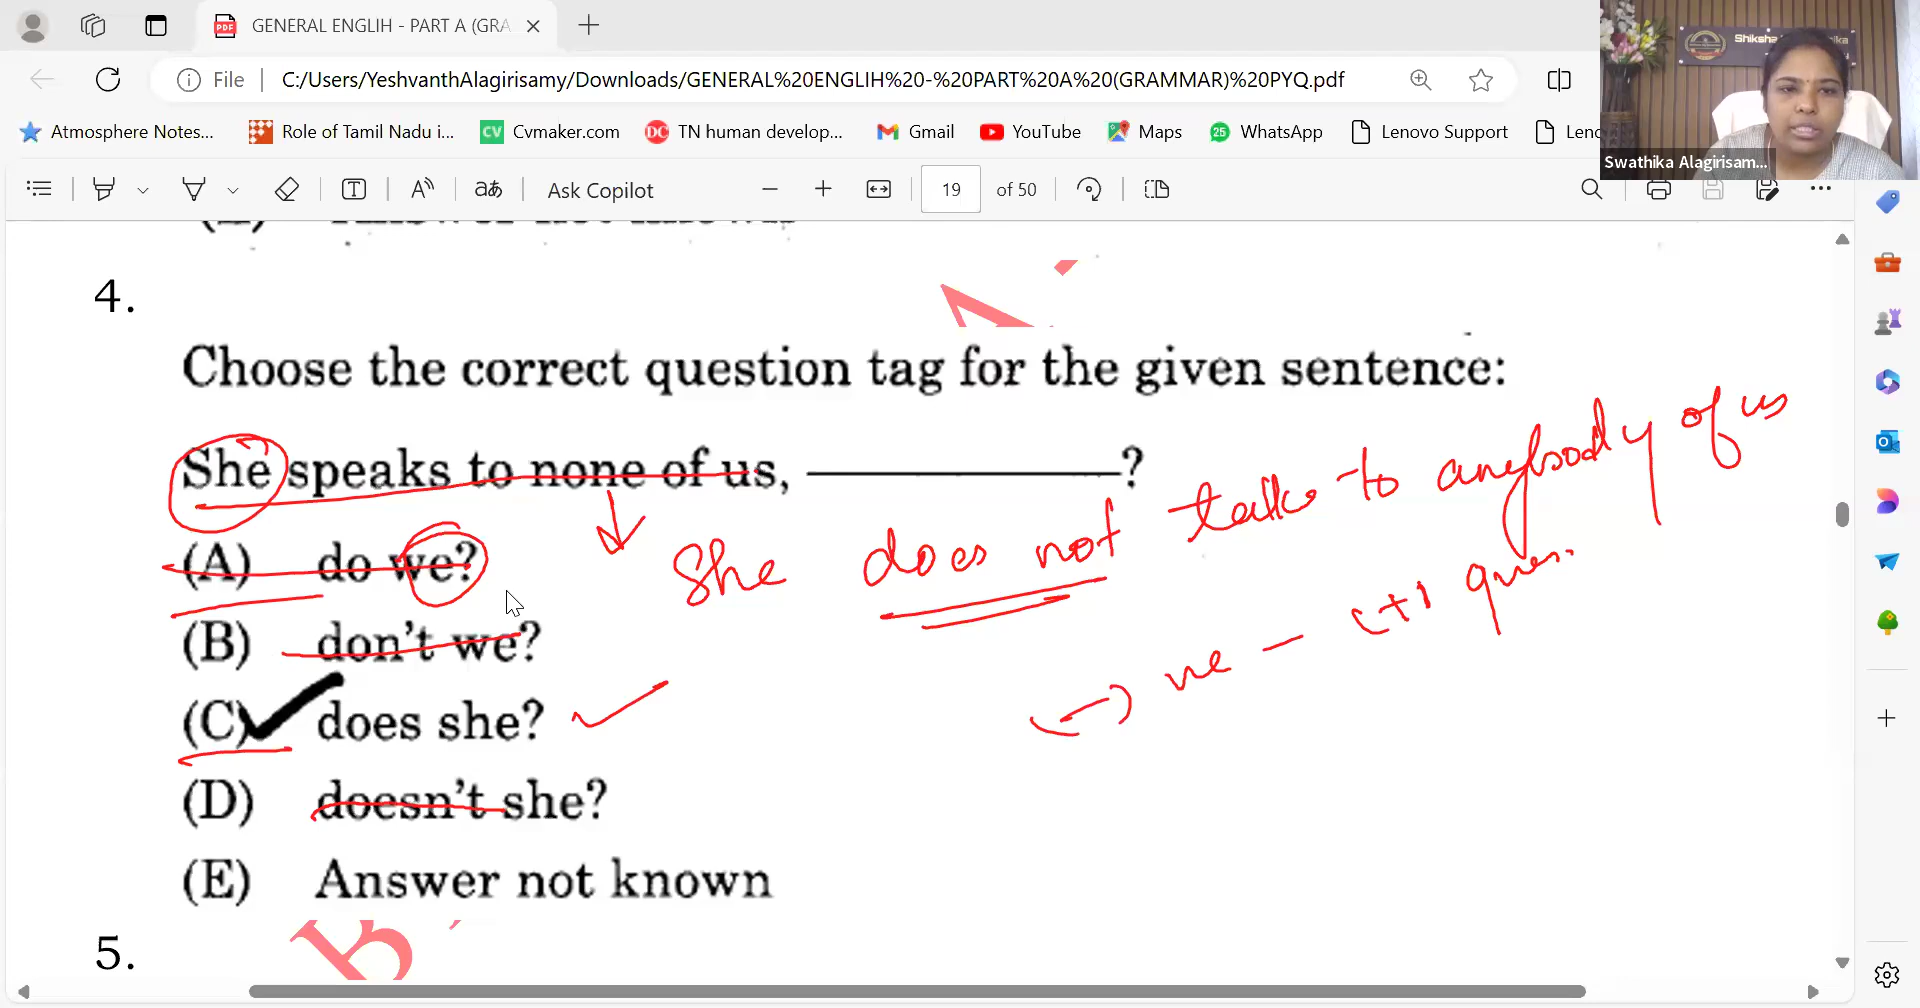 GENERAL ENGLIH - PART A (GRA
File
C:/Users/YeshvanthAlagirisamy/Downloads/GENERAL%20ENGLIH%20-%20PART%20A%20(GRAMMAR)%20PYQ.pdf
Atmosphere Notes...
Role of Tamil Nadu i...
Cvmaker.com
TN human develop...
Gmail
YouTube
Maps
WhatsApp
Lenovo Support
Swathika Alagirisam...
Ask Copilot
19 of 50
4.
Choose the correct question tag for the given sentence:
She speaks to none of us, ?
She does not talks to anybody of us
(A) do we?
(B) don't we?
(C) does she?
(-) ve - (+) ques.
(D) doesn't she?
(E) Answer not known
5.